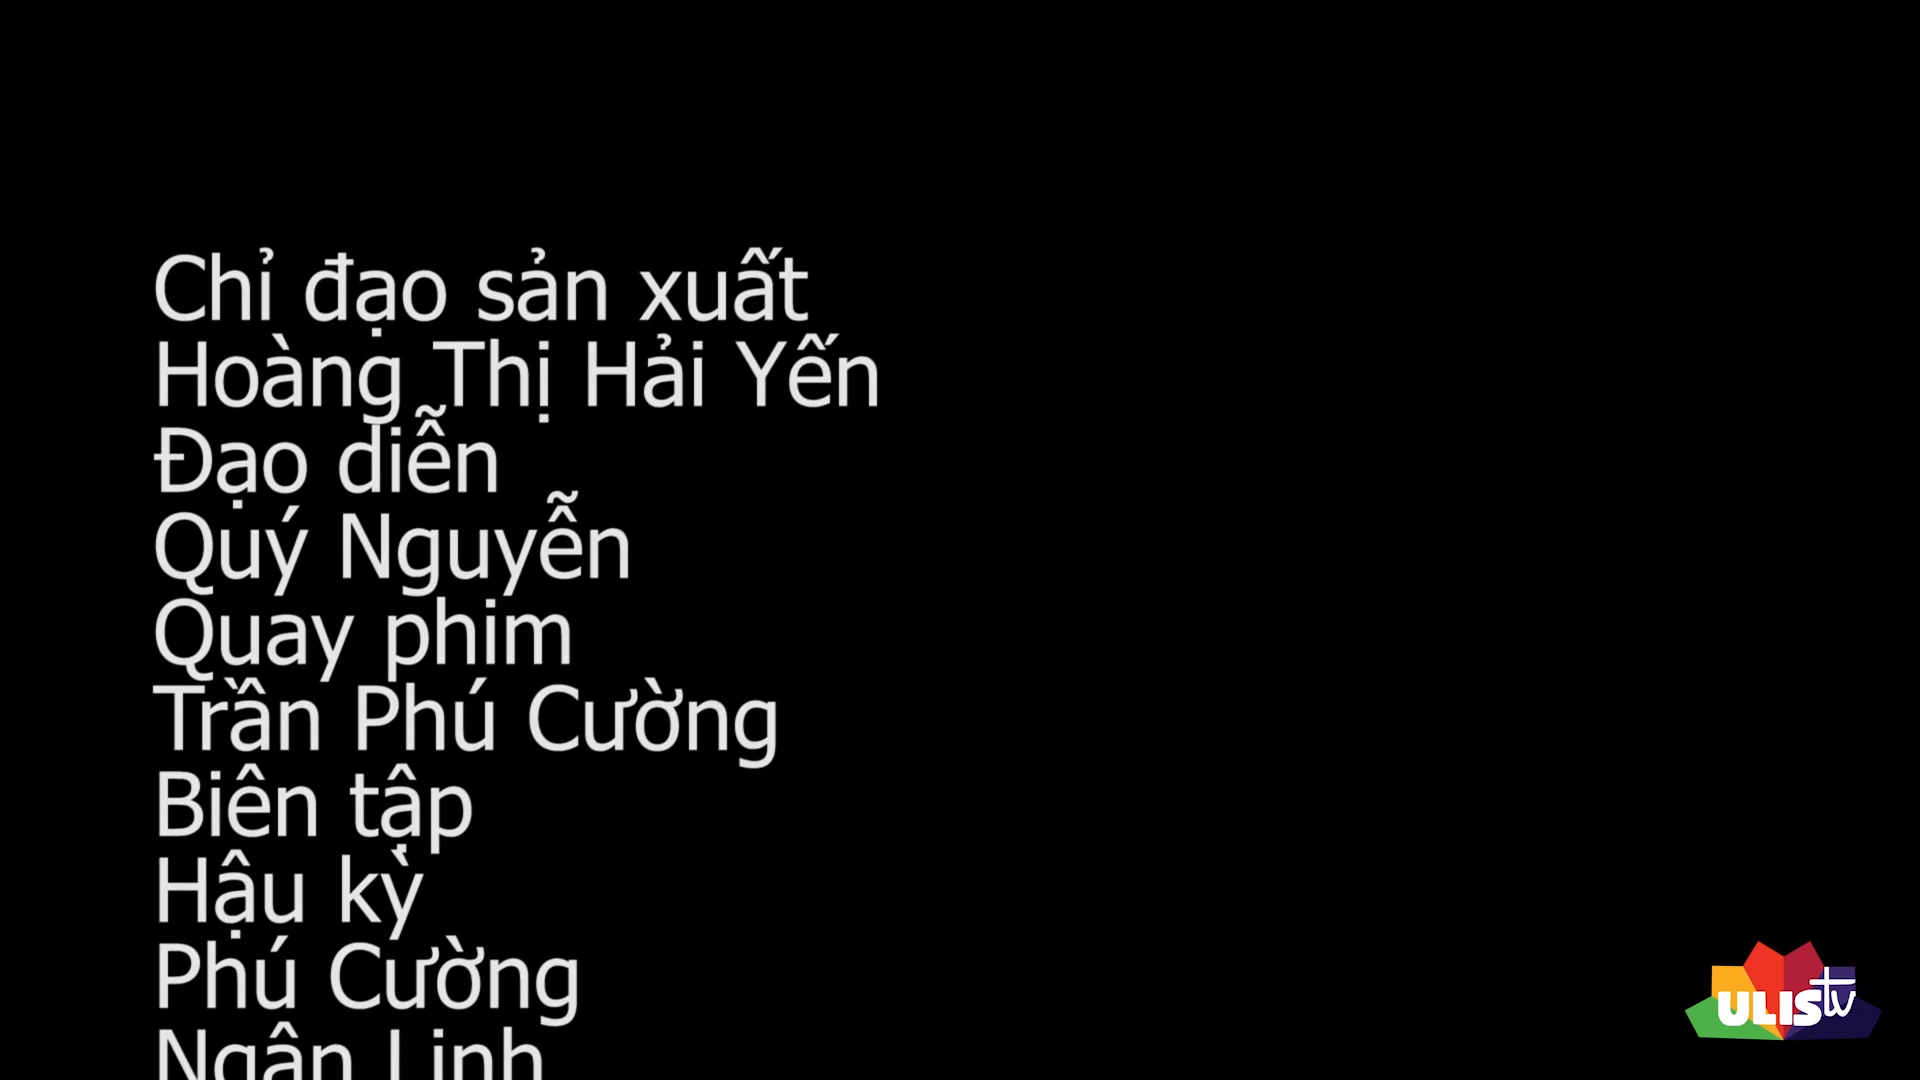 Chỉ đạo sản xuất
Hoàng Thị Hải Yến
Đạo diễn
Quý Nguyễn
Quay phim
Trần Phú Cường
Biên tập
Hậu kỳ
Phú Cường
Ngân Linh
ULIS tv